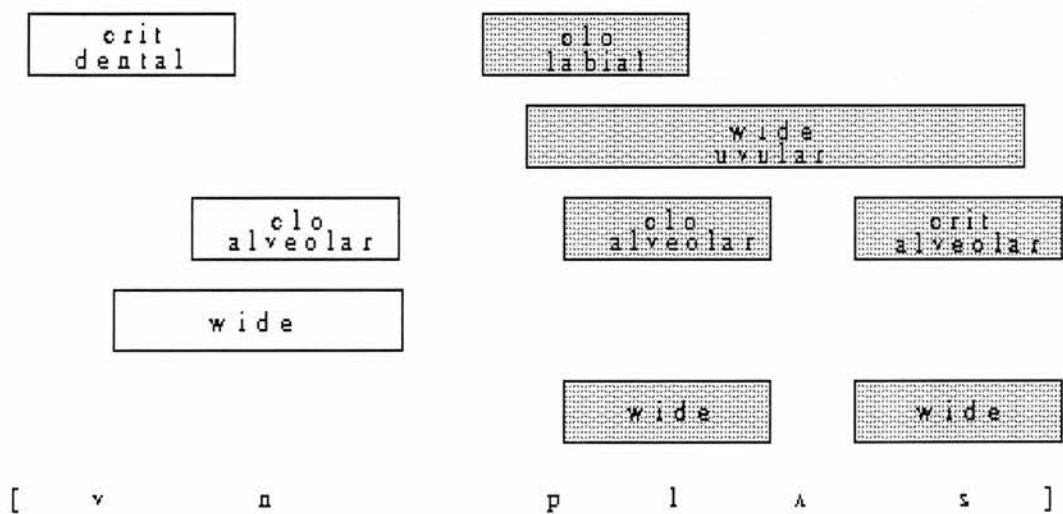 crit
dental
clo
labial
wide
uvular
clo
alveolar
clo
alveolar
crit
alveolar
wide
wide
wide
[ v n p l ʌ s ]